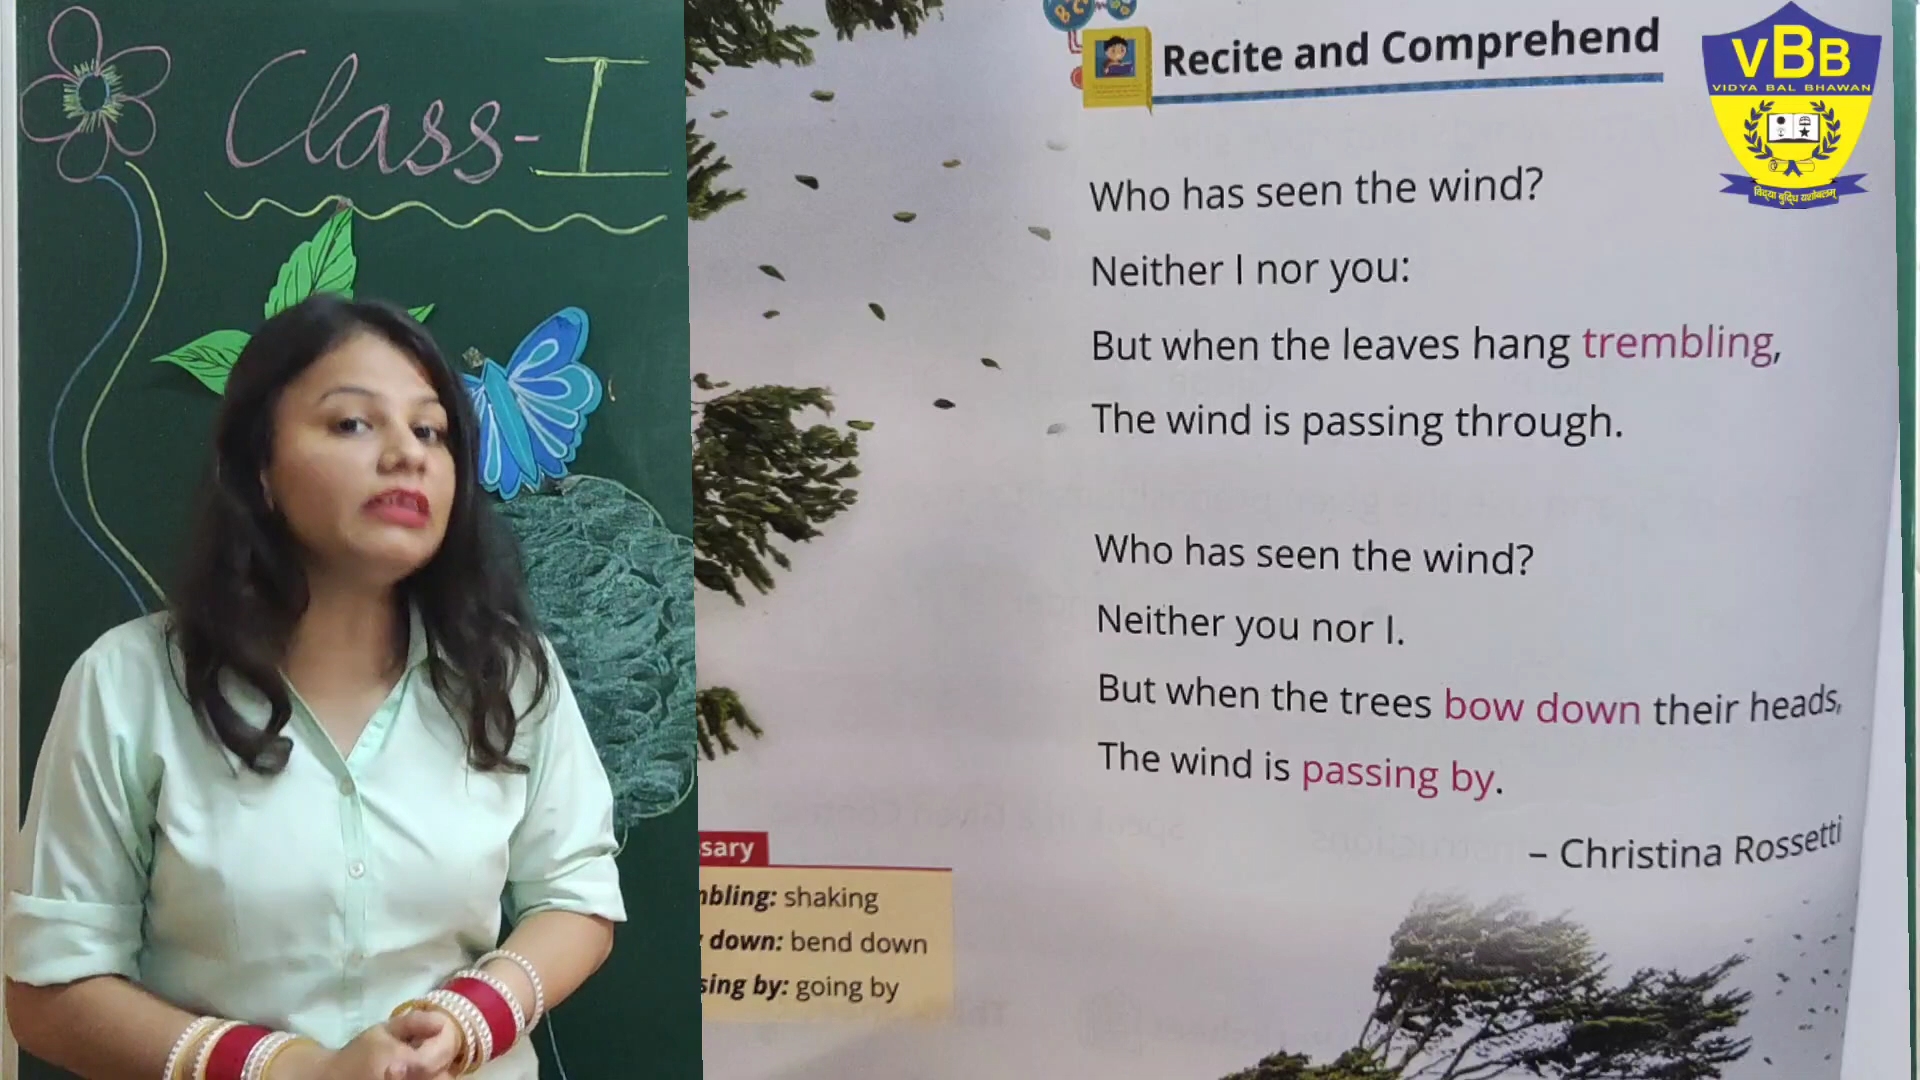 Class-I
Recite and Comprehend
Who has seen the wind?
Neither I nor you:
But when the leaves hang trembling,
The wind is passing through.
Who has seen the wind?
Neither you nor I.
But when the trees bow down their heads,
The wind is passing by.
– Christina Rossetti
sary
mbling: shaking
down: bend down
sing by: going by
VBB
VIDYA BAL BHAWAN
विद्या बुद्धि यशोबलम्